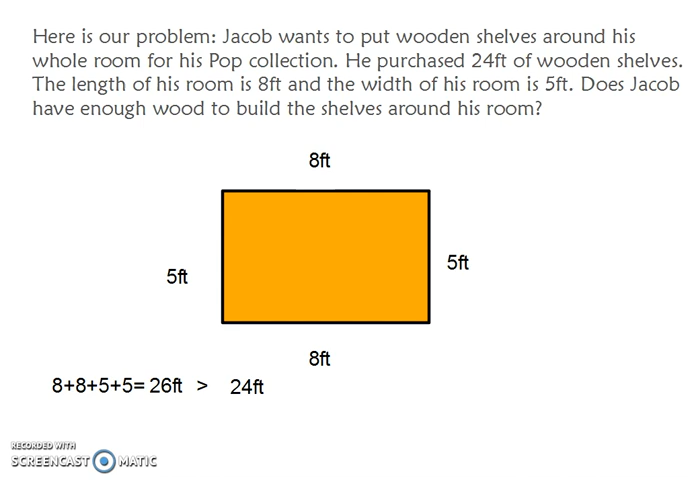 Here is our problem: Jacob wants to put wooden shelves around his
whole room for his Pop collection. He purchased 24ft of wooden shelves.
The length of his room is 8ft and the width of his room is 5ft. Does Jacob
have enough wood to build the shelves around his room?
8ft
5ft
5ft
8ft
8+8+5+5= 26ft > 24ft
RECORDED WITH
SCREENCAST O MATIC